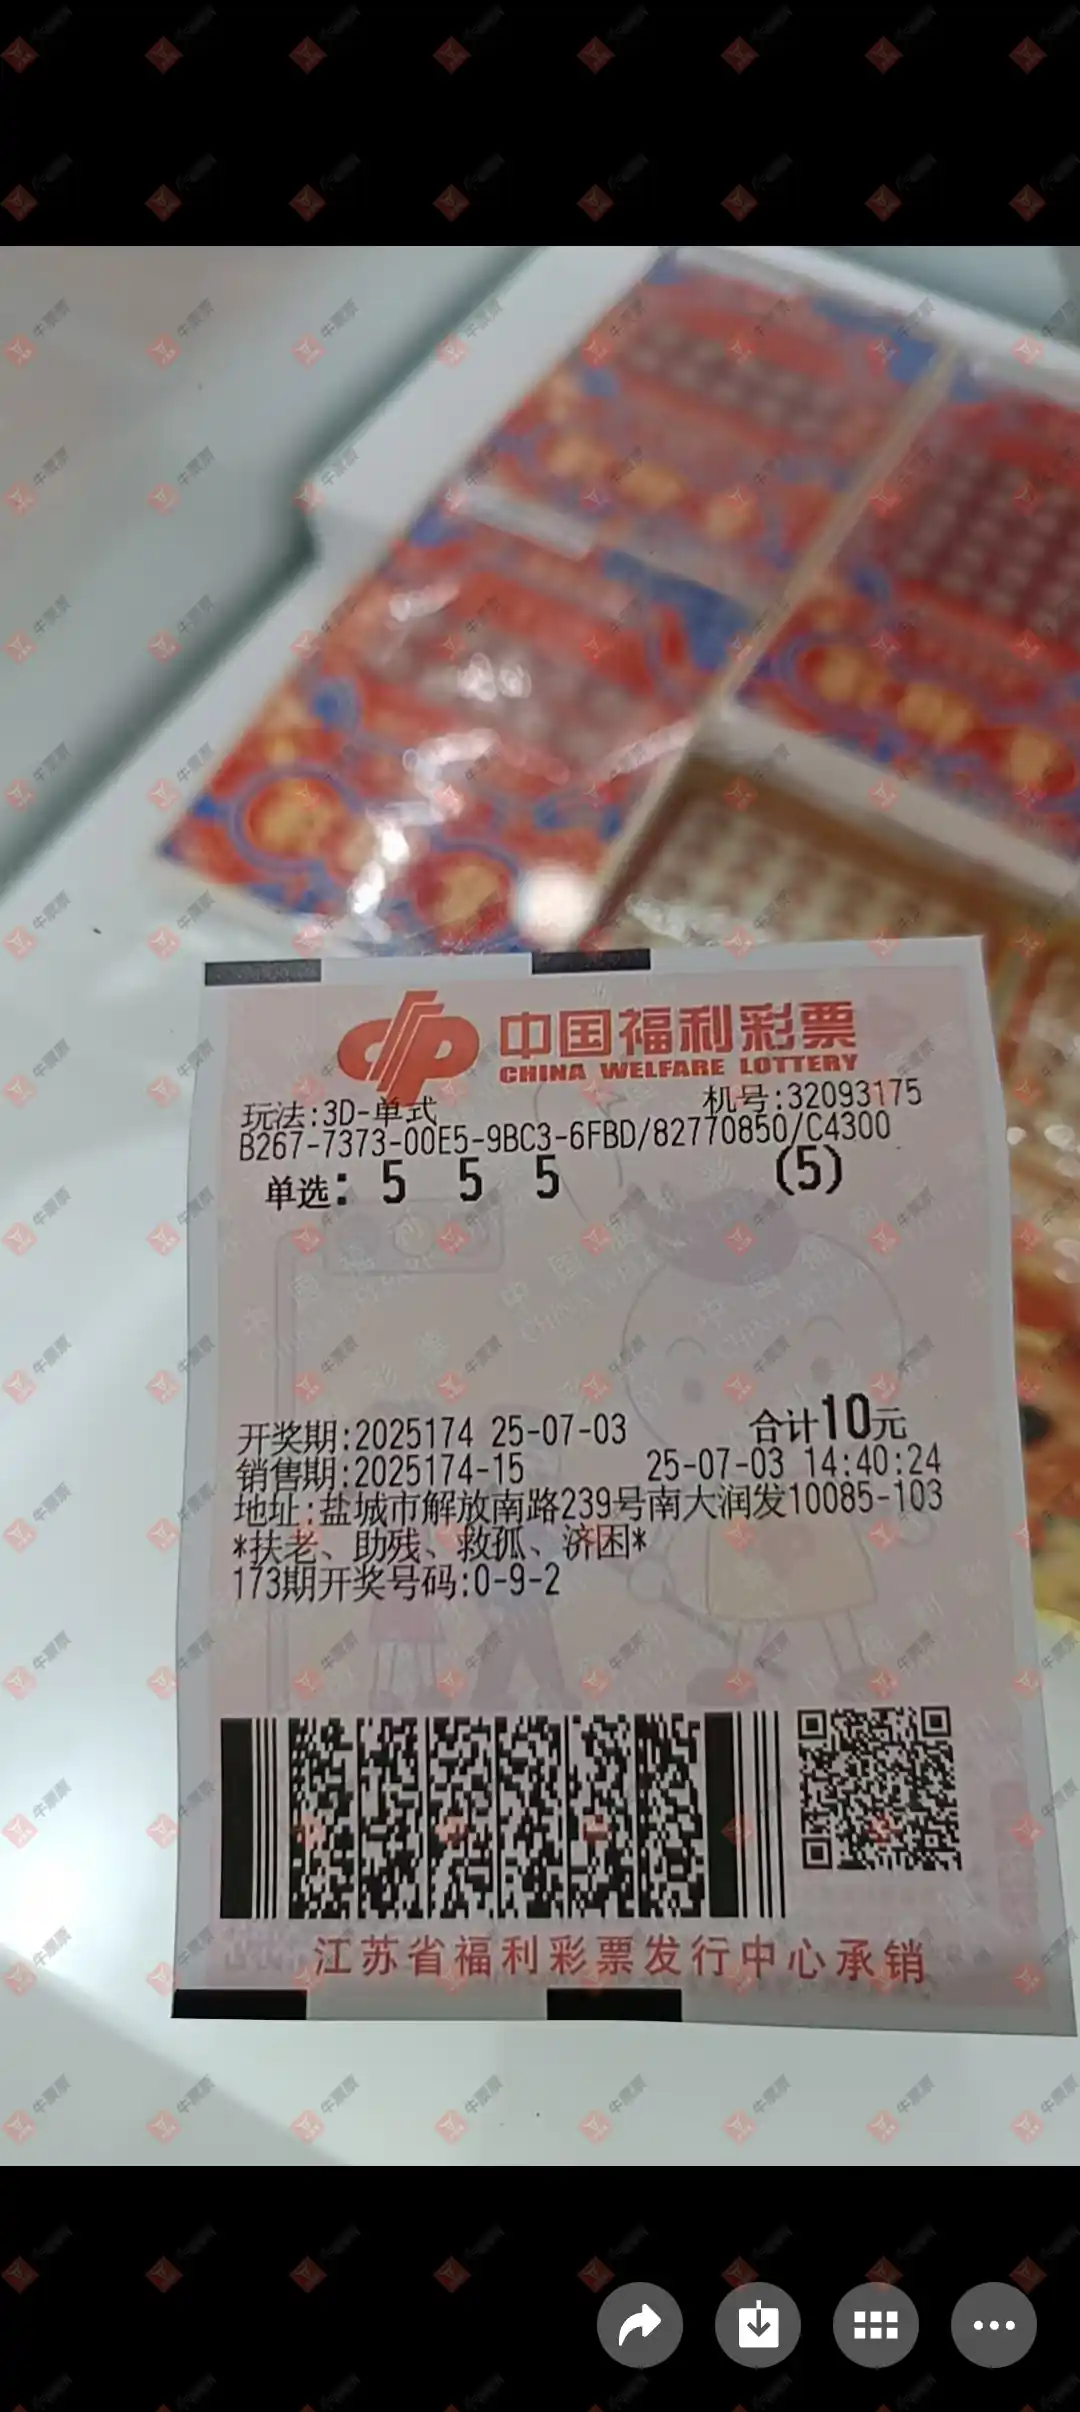 中国福利彩票
CHINA WELFARE LOTTERY
玩法:3D-单式 机号:32093175
B267-7373-00E5-9BC3-6FBD/82770850/C4300
单选: 5 5 5 (5)
开奖期:2025174 25-07-03 合计10元
销售期:2025174-15 25-07-03 14:40:24
地址:盐城市解放南路239号南大润发10085-103
*扶老、助残、救孤、济困*
173期开奖号码:0-9-2
江苏省福利彩票发行中心承销
牛票票